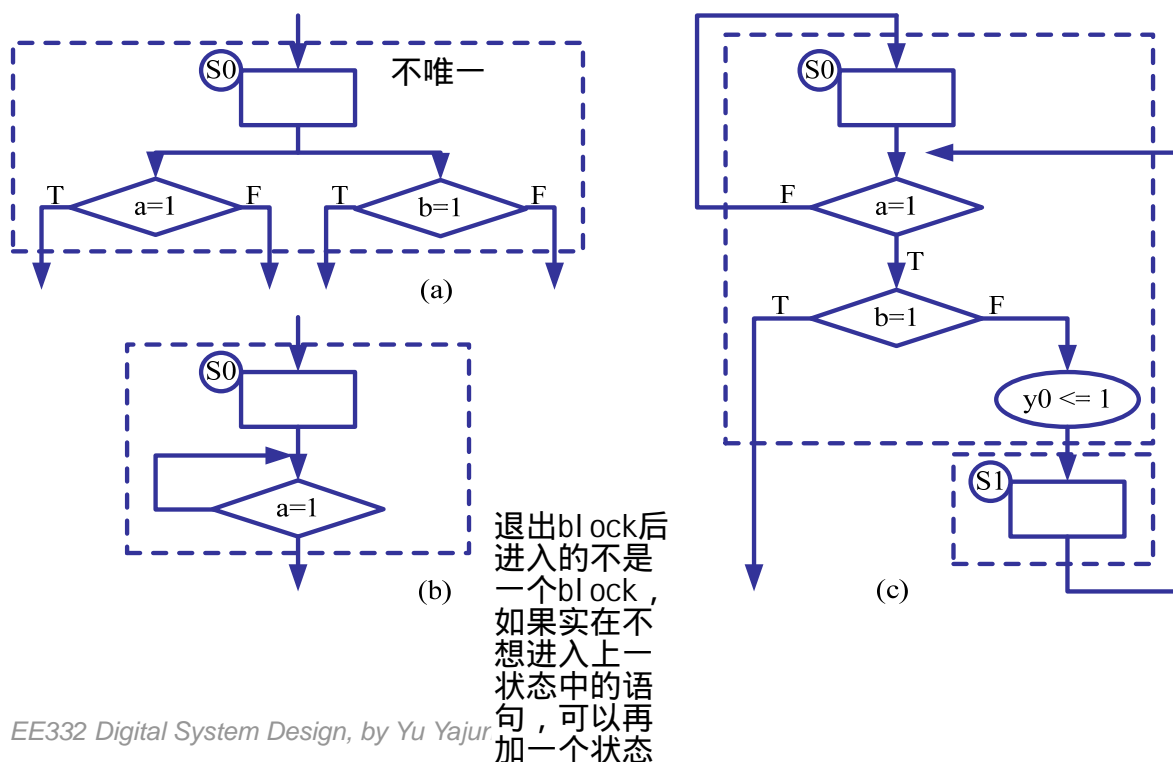 S0
不唯一
T
a=1
F
T
b=1
F
(a)
S0
a=1
(b)
S0
F
a=1
T
T
b=1
F
y0 <= 1
S1
(c)
退出block后
进入的不是
一个block，
如果实在不
想进入上一
状态中的语
句，可以再
加一个状态
EE332 Digital System Design, by Yu Yajun